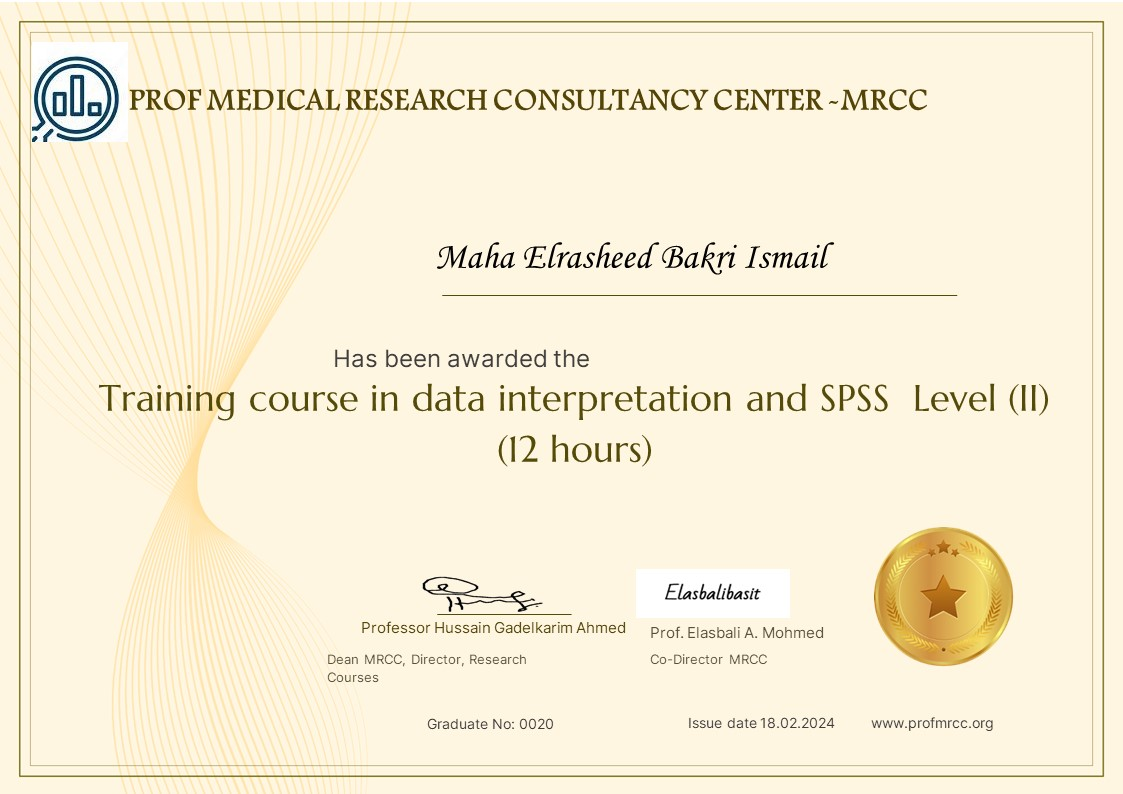 PROF MEDICAL RESEARCH CONSULTANCY CENTER -MRCC
Maha Elrasheed Bakri Ismail
Has been awarded the
Training course in data interpretation and SPSS Level (II)
(12 hours)
Elasbalibasit
Professor Hussain Gadelkarim Ahmed
Prof. Elasbali A. Mohmed
Dean MRCC, Director, Research
Courses
Co-Director MRCC
Graduate No: 0020
Issue date 18.02.2024
www.profmrcc.org